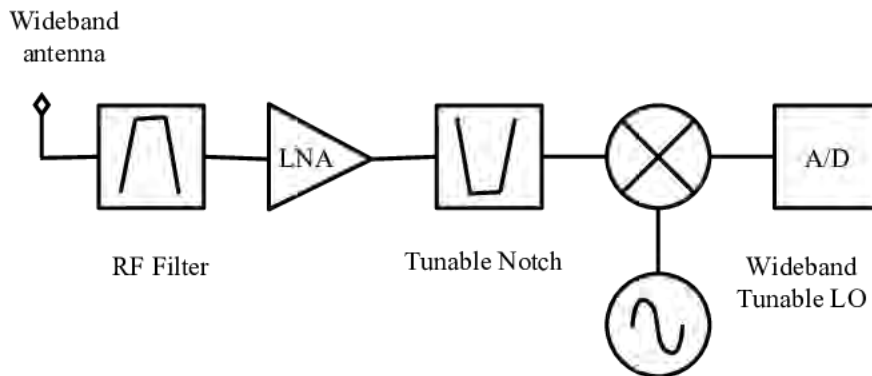 Wideband
antenna
LNA
A/D
RF Filter
Tunable Notch
Wideband
Tunable LO